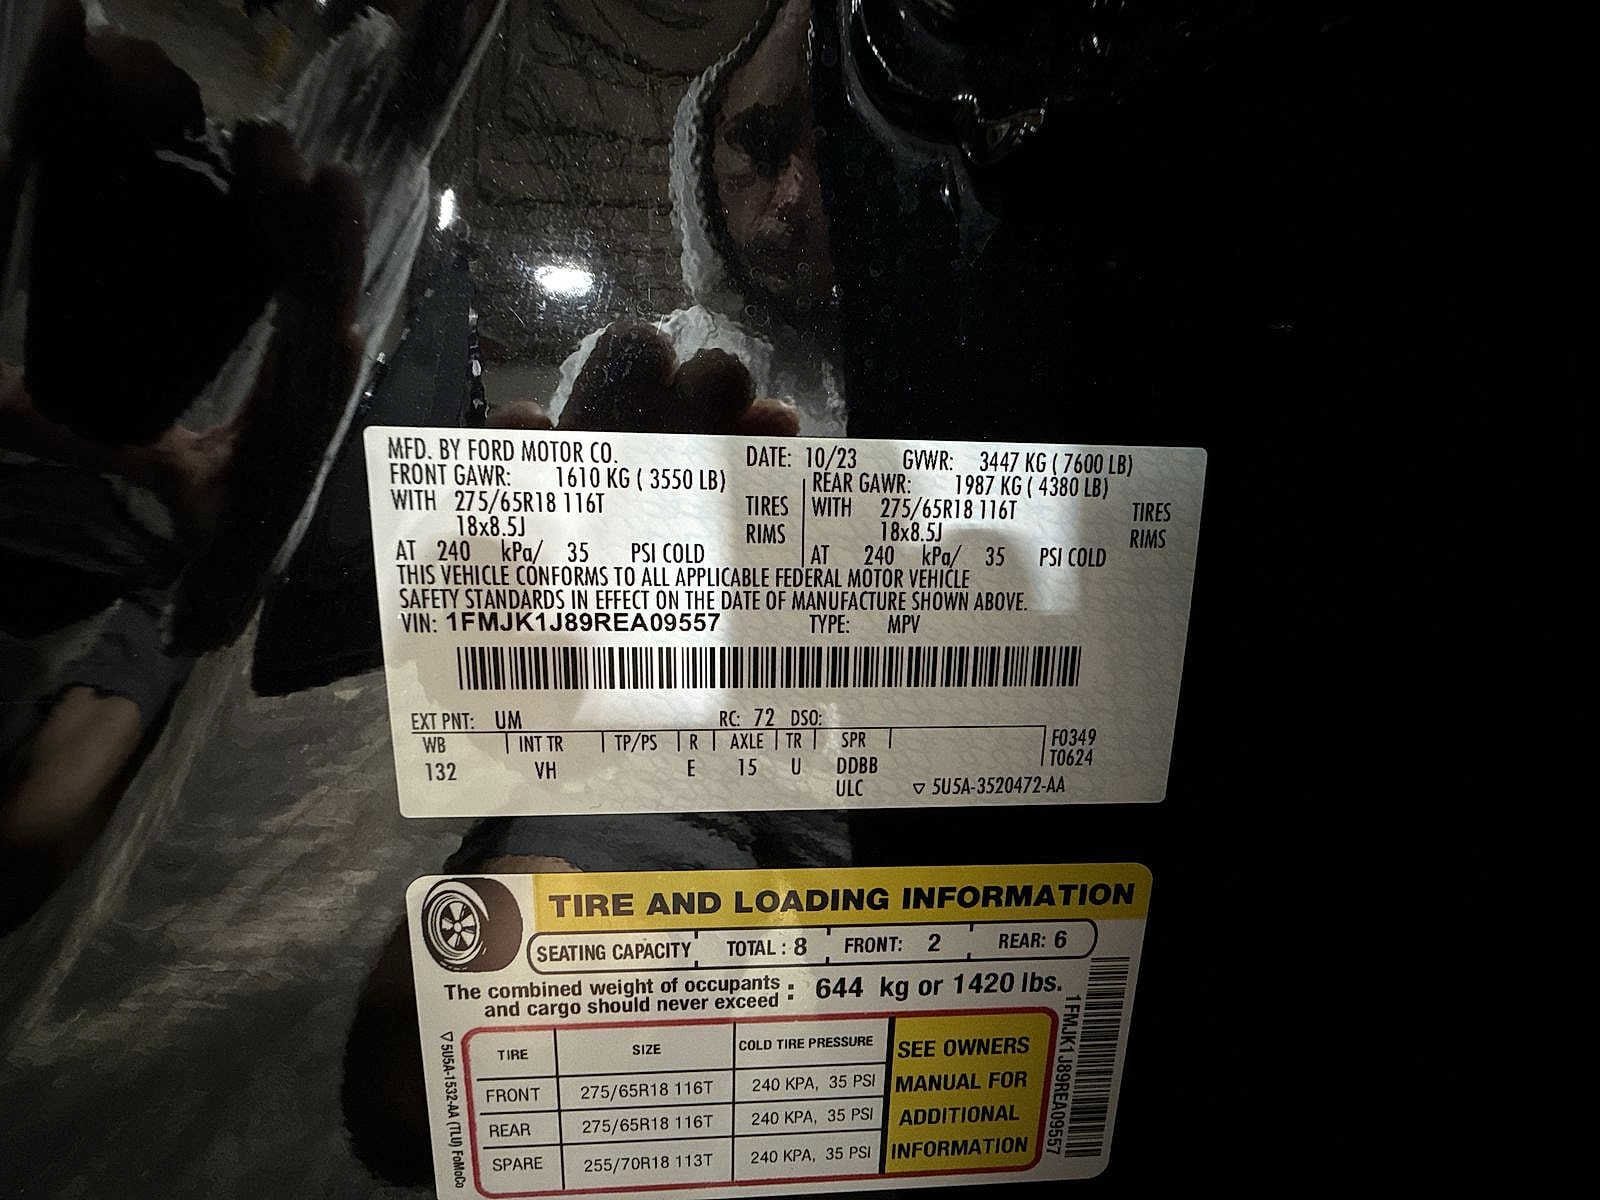 MFD. BY FORD MOTOR CO. DATE: 10/23 GVWR: 3447 KG ( 7600 LB)
FRONT GAWR: 1610 KG ( 3550 LB) REAR GAWR: 1987 KG ( 4380 LB)
WITH 275/65R18 116T TIRES WITH 275/65R18 116T TIRES
18x8.5J RIMS 18x8.5J RIMS
AT 240 kPa/ 35 PSI COLD AT 240 kPa/ 35 PSI COLD
THIS VEHICLE CONFORMS TO ALL APPLICABLE FEDERAL MOTOR VEHICLE
SAFETY STANDARDS IN EFFECT ON THE DATE OF MANUFACTURE SHOWN ABOVE.
VIN: 1FMJK1J89REA09557 TYPE: MPV
EXT PNT: UM RC: 72 DSO:
WB INT TR TP/PS R AXLE TR SPR F0349
132 VH E 15 U DDBB T0624
ULC ▽ 5U5A-3520472-AA
TIRE AND LOADING INFORMATION
SEATING CAPACITY TOTAL : 8 FRONT: 2 REAR: 6
The combined weight of occupants
and cargo should never exceed : 644 kg or 1420 lbs.
TIRE SIZE COLD TIRE PRESSURE
FRONT 275/65R18 116T 240 KPA, 35 PSI
REAR 275/65R18 116T 240 KPA, 35 PSI
SPARE 255/70R18 113T 240 KPA, 35 PSI
SEE OWNERS
MANUAL FOR
ADDITIONAL
INFORMATION
1FMJK1J89REA09557
▽ 5U5A-1532-AA (TLU) FoMoCo